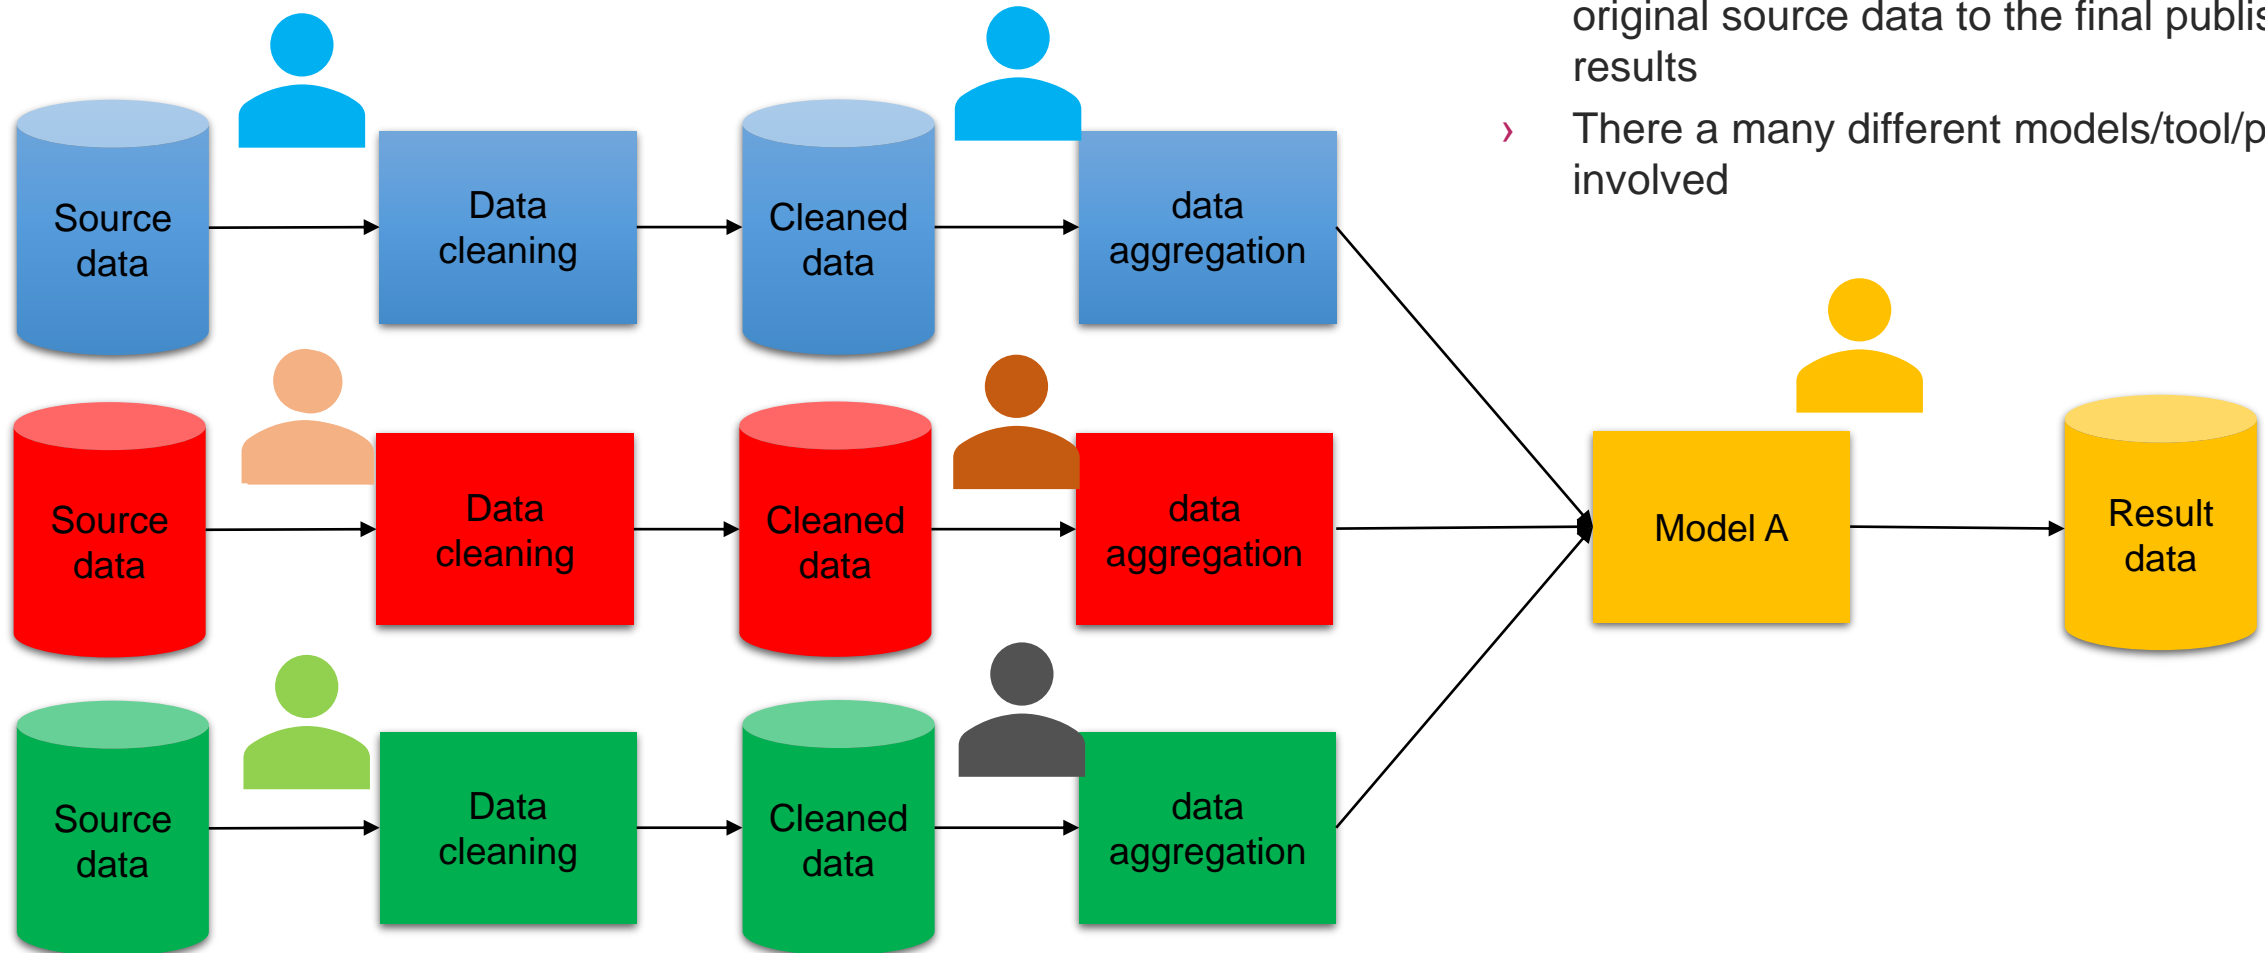 original source data to the final publis
results
› There a many different models/tool/p
involved
Source
data
Data
cleaning
Cleaned
data
data
aggregation
Source
data
Data
cleaning
Cleaned
data
data
aggregation
Model A
Result
data
Source
data
Data
cleaning
Cleaned
data
data
aggregation